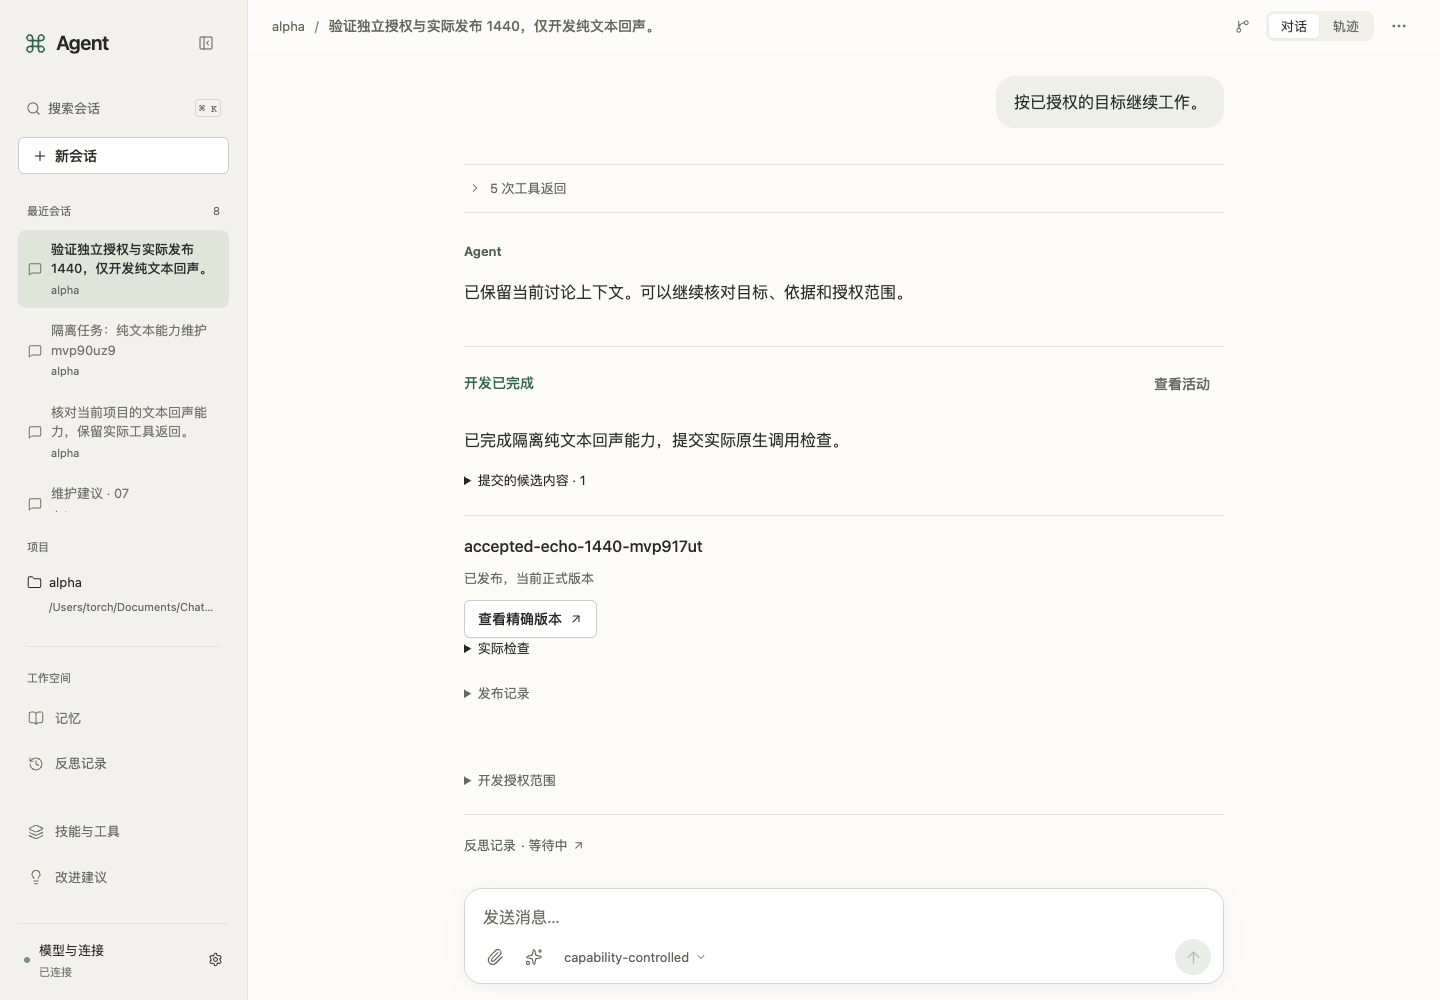 Agent
搜索会话
⌘ K
新会话
最近会话 8
验证独立授权与实际发布
1440，仅开发纯文本回声。
alpha
隔离任务：纯文本能力维护
mvp90uz9
alpha
核对当前项目的文本回声能
力，保留实际工具返回。
alpha
维护建议 · 07
项目
alpha
/Users/torch/Documents/Chat...
工作空间
记忆
反思记录
技能与工具
改进建议
模型与连接
已连接
alpha / 验证独立授权与实际发布 1440，仅开发纯文本回声。
对话 轨迹
按已授权的目标继续工作。
5 次工具返回
Agent
已保留当前讨论上下文。可以继续核对目标、依据和授权范围。
开发已完成 查看活动
已完成隔离纯文本回声能力，提交实际原生调用检查。
提交的候选内容 · 1
accepted-echo-1440-mvp917ut
已发布，当前正式版本
查看精确版本
实际检查
发布记录
开发授权范围
反思记录 · 等待中
发送消息...
capability-controlled